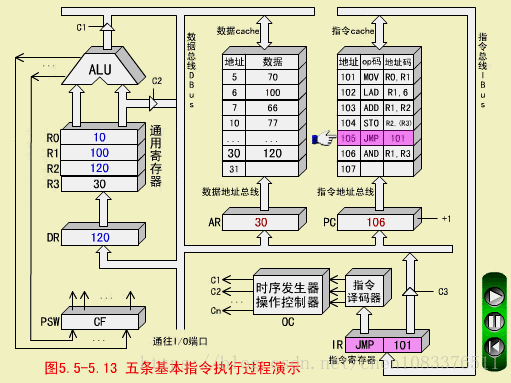 C1
数据cache
指令cache
...
ALU
C2
数据总线DBus
指令总线IBus
地址 数据
5 70
6 100
7 66
10 77
... ...
30 120
31
地址 op码 地址码
101 MOV R0,R1
102 LAD R1,6
103 ADD R1,R2
104 STO R2,(R3)
105 JMP 101
106 AND R1,R3
107
R0 10
R1 100
R2 120
R3 30
通用寄存器
数据地址总线
指令地址总线
AR 30
PC 106
+1
DR 120
C1
C2
...
Cn
时序发生器
操作控制器
OC
指令
译码器
C3
...
PSW CF
...
通往I/O端口
IR JMP 101
指令寄存器
图5.5-5.13 五条基本指令执行过程演示